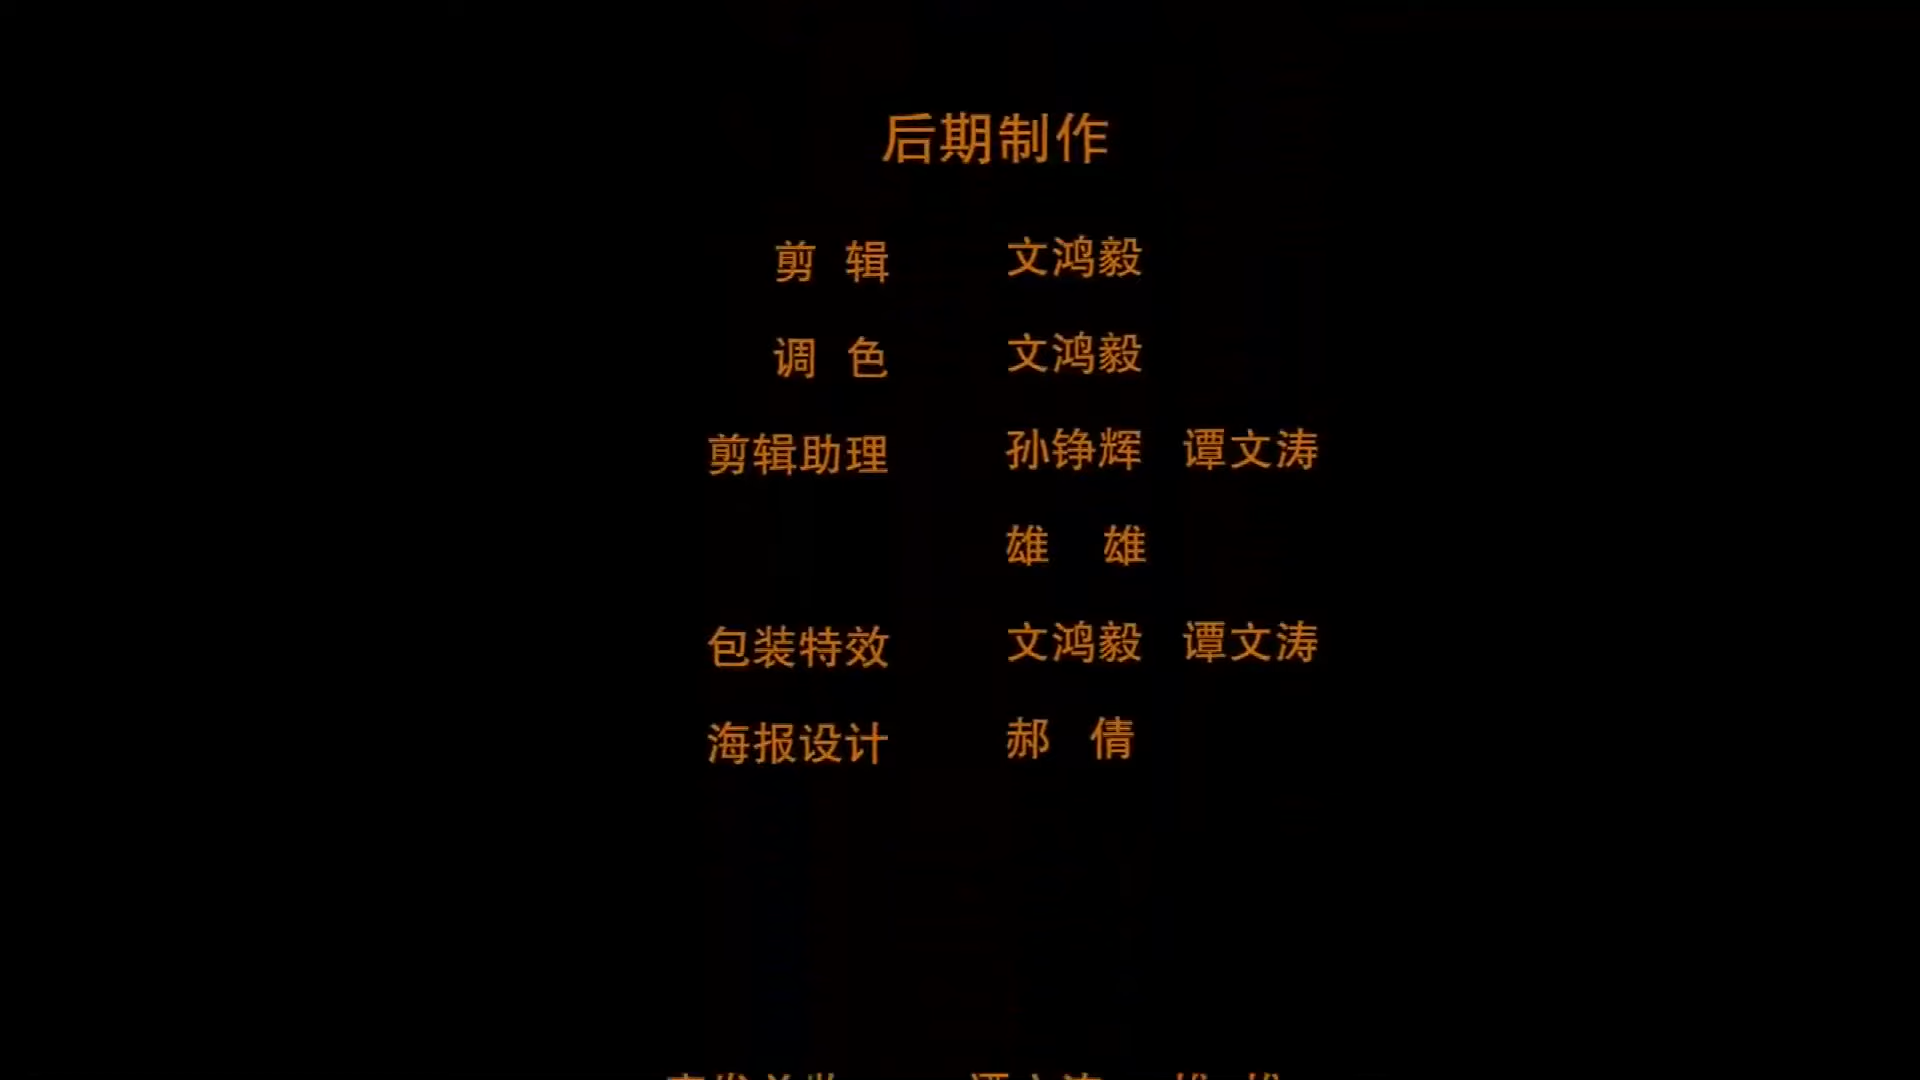 后期制作
剪 辑 文鸿毅
调 色 文鸿毅
剪辑助理 孙铮辉 谭文涛
雄 雄
包装特效 文鸿毅 谭文涛
海报设计 郝 倩